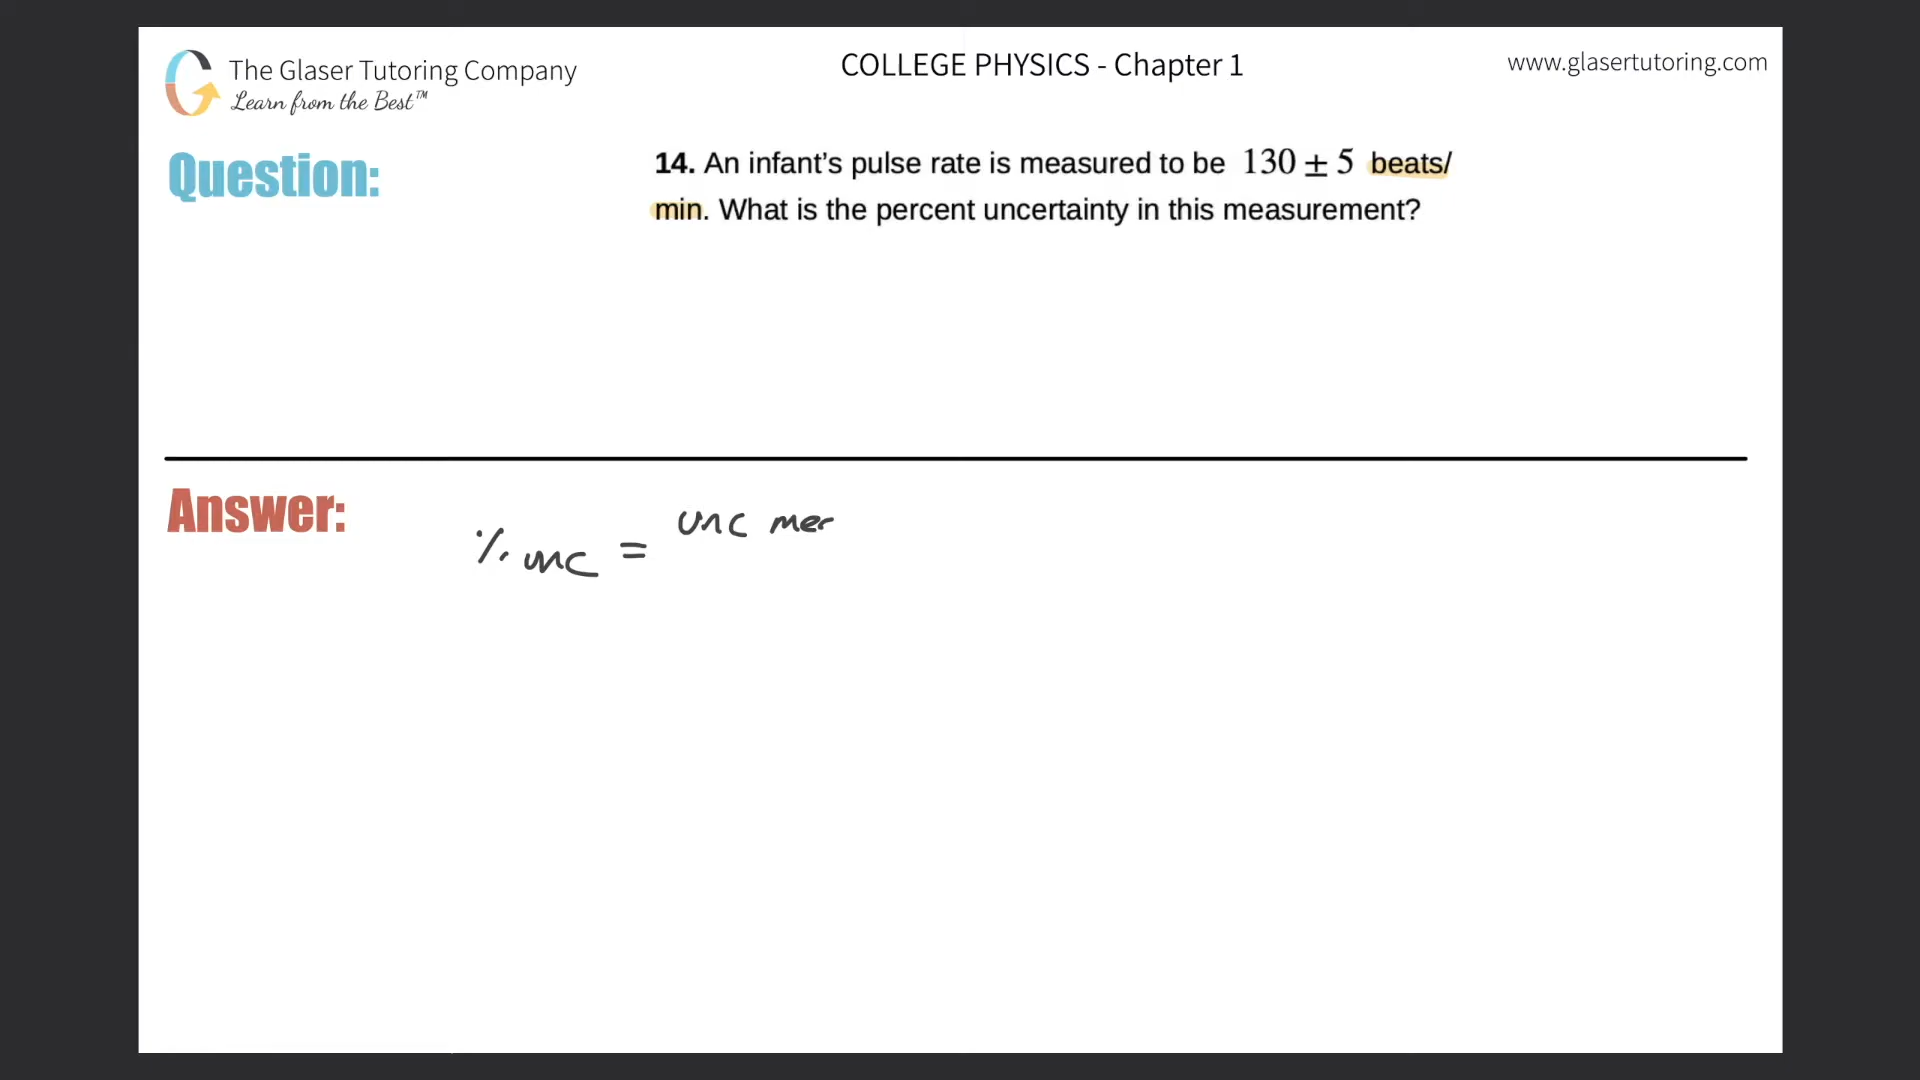 The Glaser Tutoring Company
Learn from the Best™
COLLEGE PHYSICS - Chapter 1
www.glasertutoring.com
Question:
14. An infant's pulse rate is measured to be 130 ± 5 beats/
min. What is the percent uncertainty in this measurement?
Answer:
% unc = unc mea